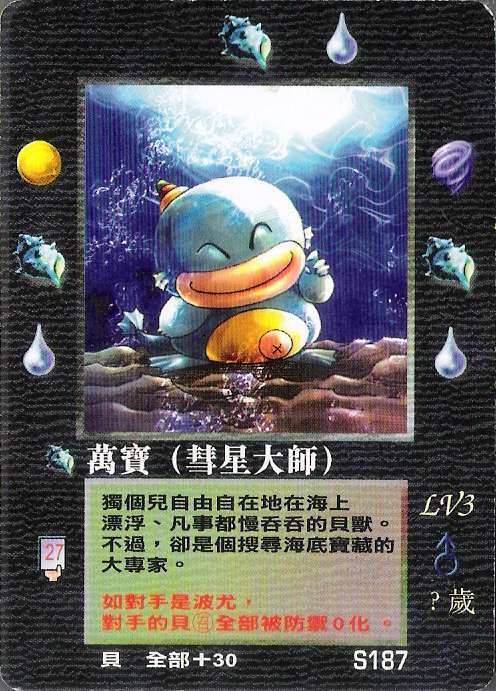 萬寶（彗星大師）
獨個兒自由自在地在海上
漂浮、凡事都慢吞吞的貝獸。
不過，卻是個搜尋海底寶藏的
大專家。
LV3
27
♂
? 歲
如對手是波尤，
對手的貝 全部被防禦０化 。
貝 全部＋30
S187